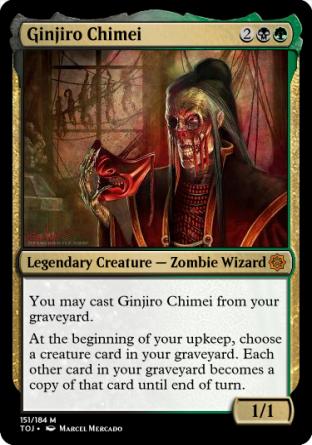 Ginjiro Chimei 2
Legendary Creature — Zombie Wizard
You may cast Ginjiro Chimei from your
graveyard.
At the beginning of your upkeep, choose
a creature card in your graveyard. Each
other card in your graveyard becomes a
copy of that card until end of turn.
1/1
151/184 M
TOJ • Marcel Mercado